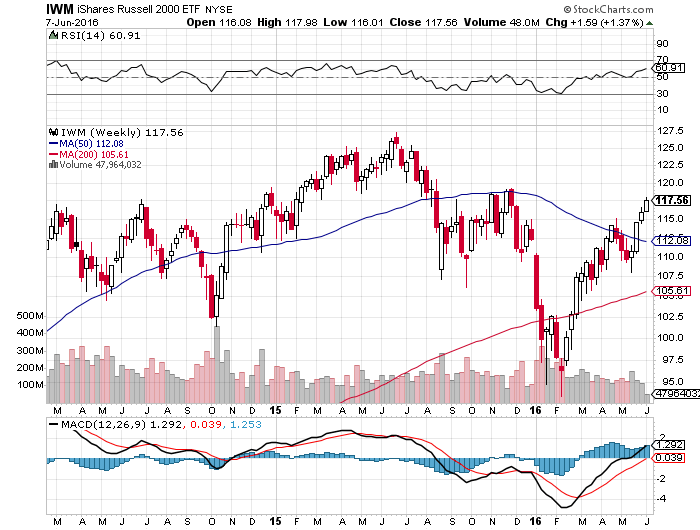 IWM iShares Russell 2000 ETF NYSE © StockCharts.com
7-Jun-2016 Open 116.08 High 117.98 Low 116.01 Close 117.56 Volume 48.0M Chg +1.59 (+1.37%)
RSI(14) 60.91
90
70
60.91
50
30
10
IWM (Weekly) 117.56
MA(50) 112.08
MA(200) 105.61
Volume 47,964,032
127.5
125.0
122.5
120.0
117.56
115.0
112.08
110.0
107.5
105.61
102.5
100.0
97.5
95.0
47964032
500M
400M
300M
200M
100M
M A M J J A S O N D 15 F M A M J J A S O N D 16 F M A M J
MACD(12,26,9) 1.292, 0.039, 1.253
2
1.292
0.039
-1
-2
-3
-4
-5
M A M J J A S O N D 15 F M A M J J A S O N D 16 F M A M J